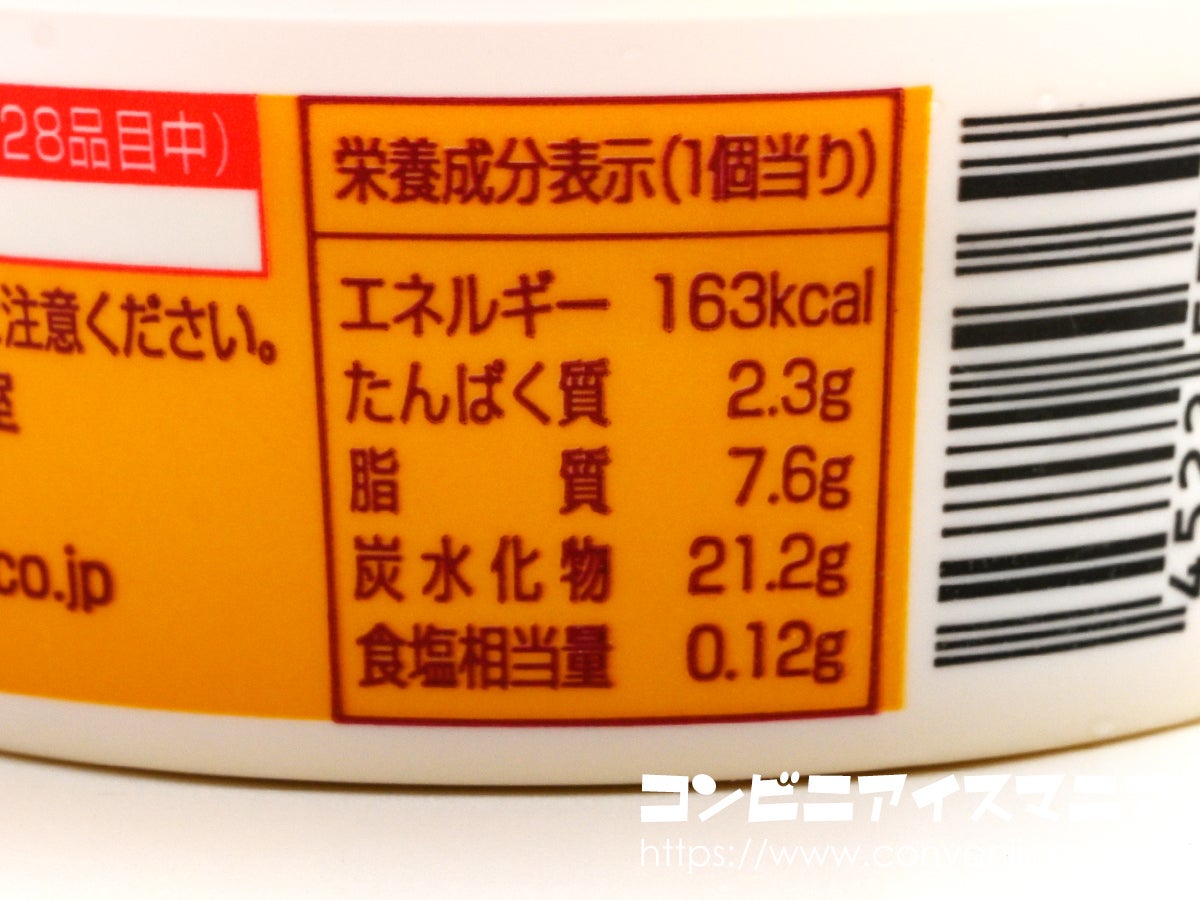 28品目中)
注意ください。
co.jp
栄養成分表示(1個当り)
エネルギー 163kcal
たんぱく質 2.3g
脂質 7.6g
炭水化物 21.2g
食塩相当量 0.12g
コンビニアイスマニ
https://www.conveni